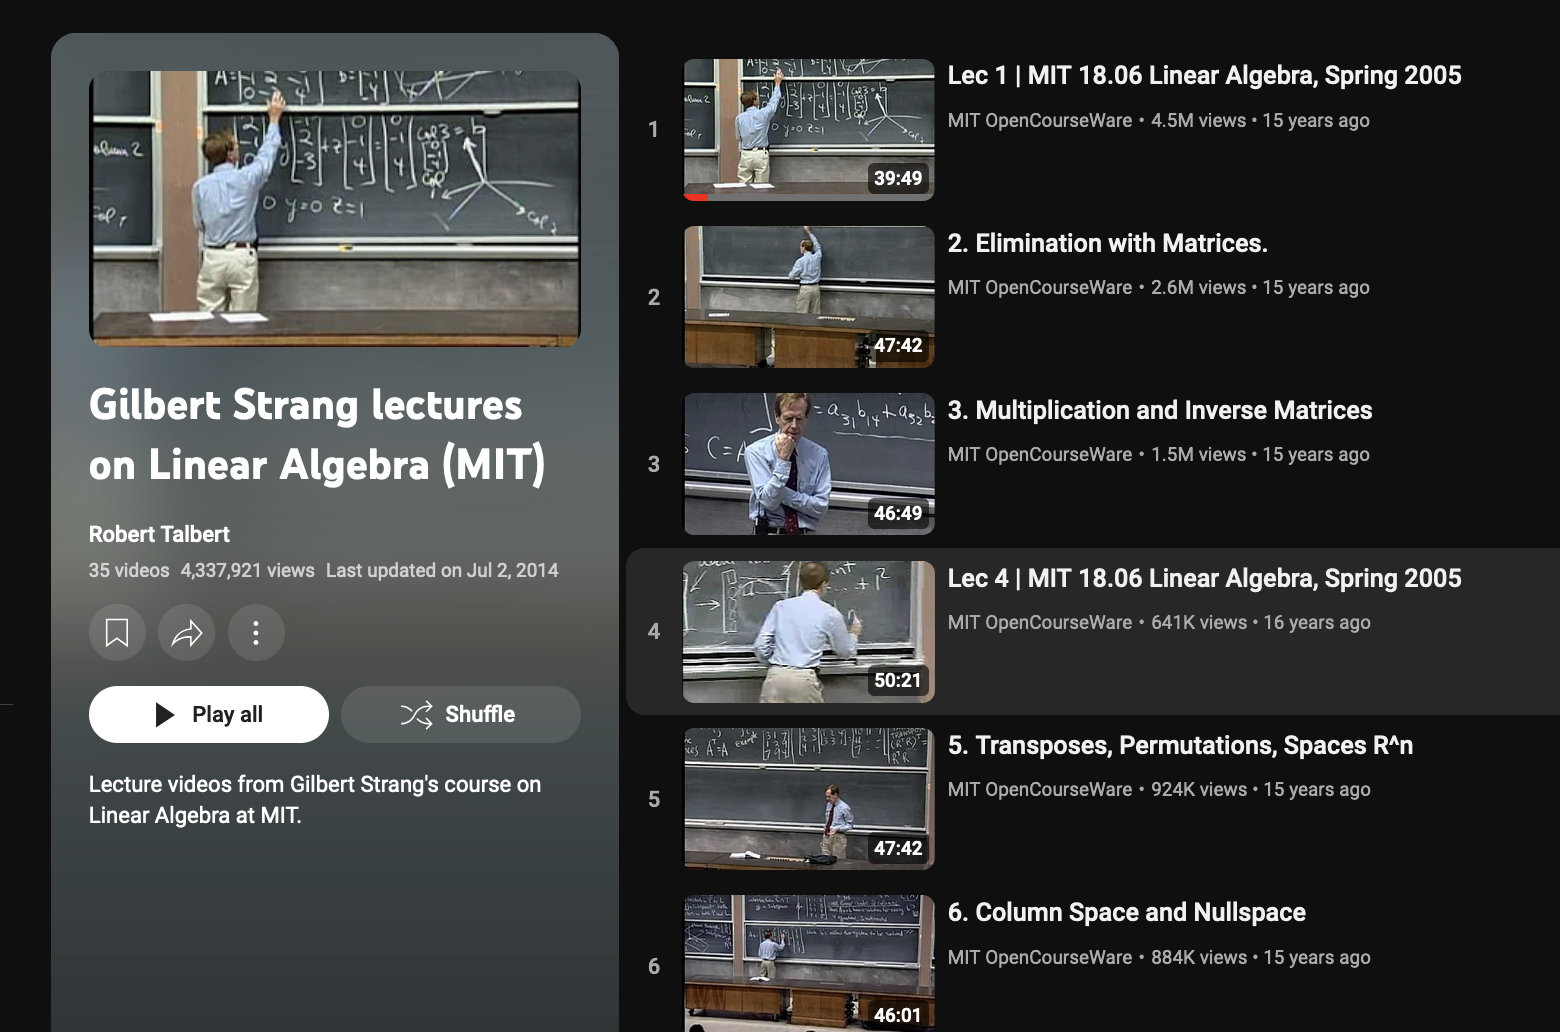 Gilbert Strang lectures
on Linear Algebra (MIT)
Robert Talbert
35 videos 4,337,921 views Last updated on Jul 2, 2014
Play all
Shuffle
Lecture videos from Gilbert Strang's course on
Linear Algebra at MIT.
1
39:49
Lec 1 | MIT 18.06 Linear Algebra, Spring 2005
MIT OpenCourseWare • 4.5M views • 15 years ago
2
47:42
2. Elimination with Matrices.
MIT OpenCourseWare • 2.6M views • 15 years ago
3
46:49
3. Multiplication and Inverse Matrices
MIT OpenCourseWare • 1.5M views • 15 years ago
4
50:21
Lec 4 | MIT 18.06 Linear Algebra, Spring 2005
MIT OpenCourseWare • 641K views • 16 years ago
5
47:42
5. Transposes, Permutations, Spaces R^n
MIT OpenCourseWare • 924K views • 15 years ago
6
46:01
6. Column Space and Nullspace
MIT OpenCourseWare • 884K views • 15 years ago